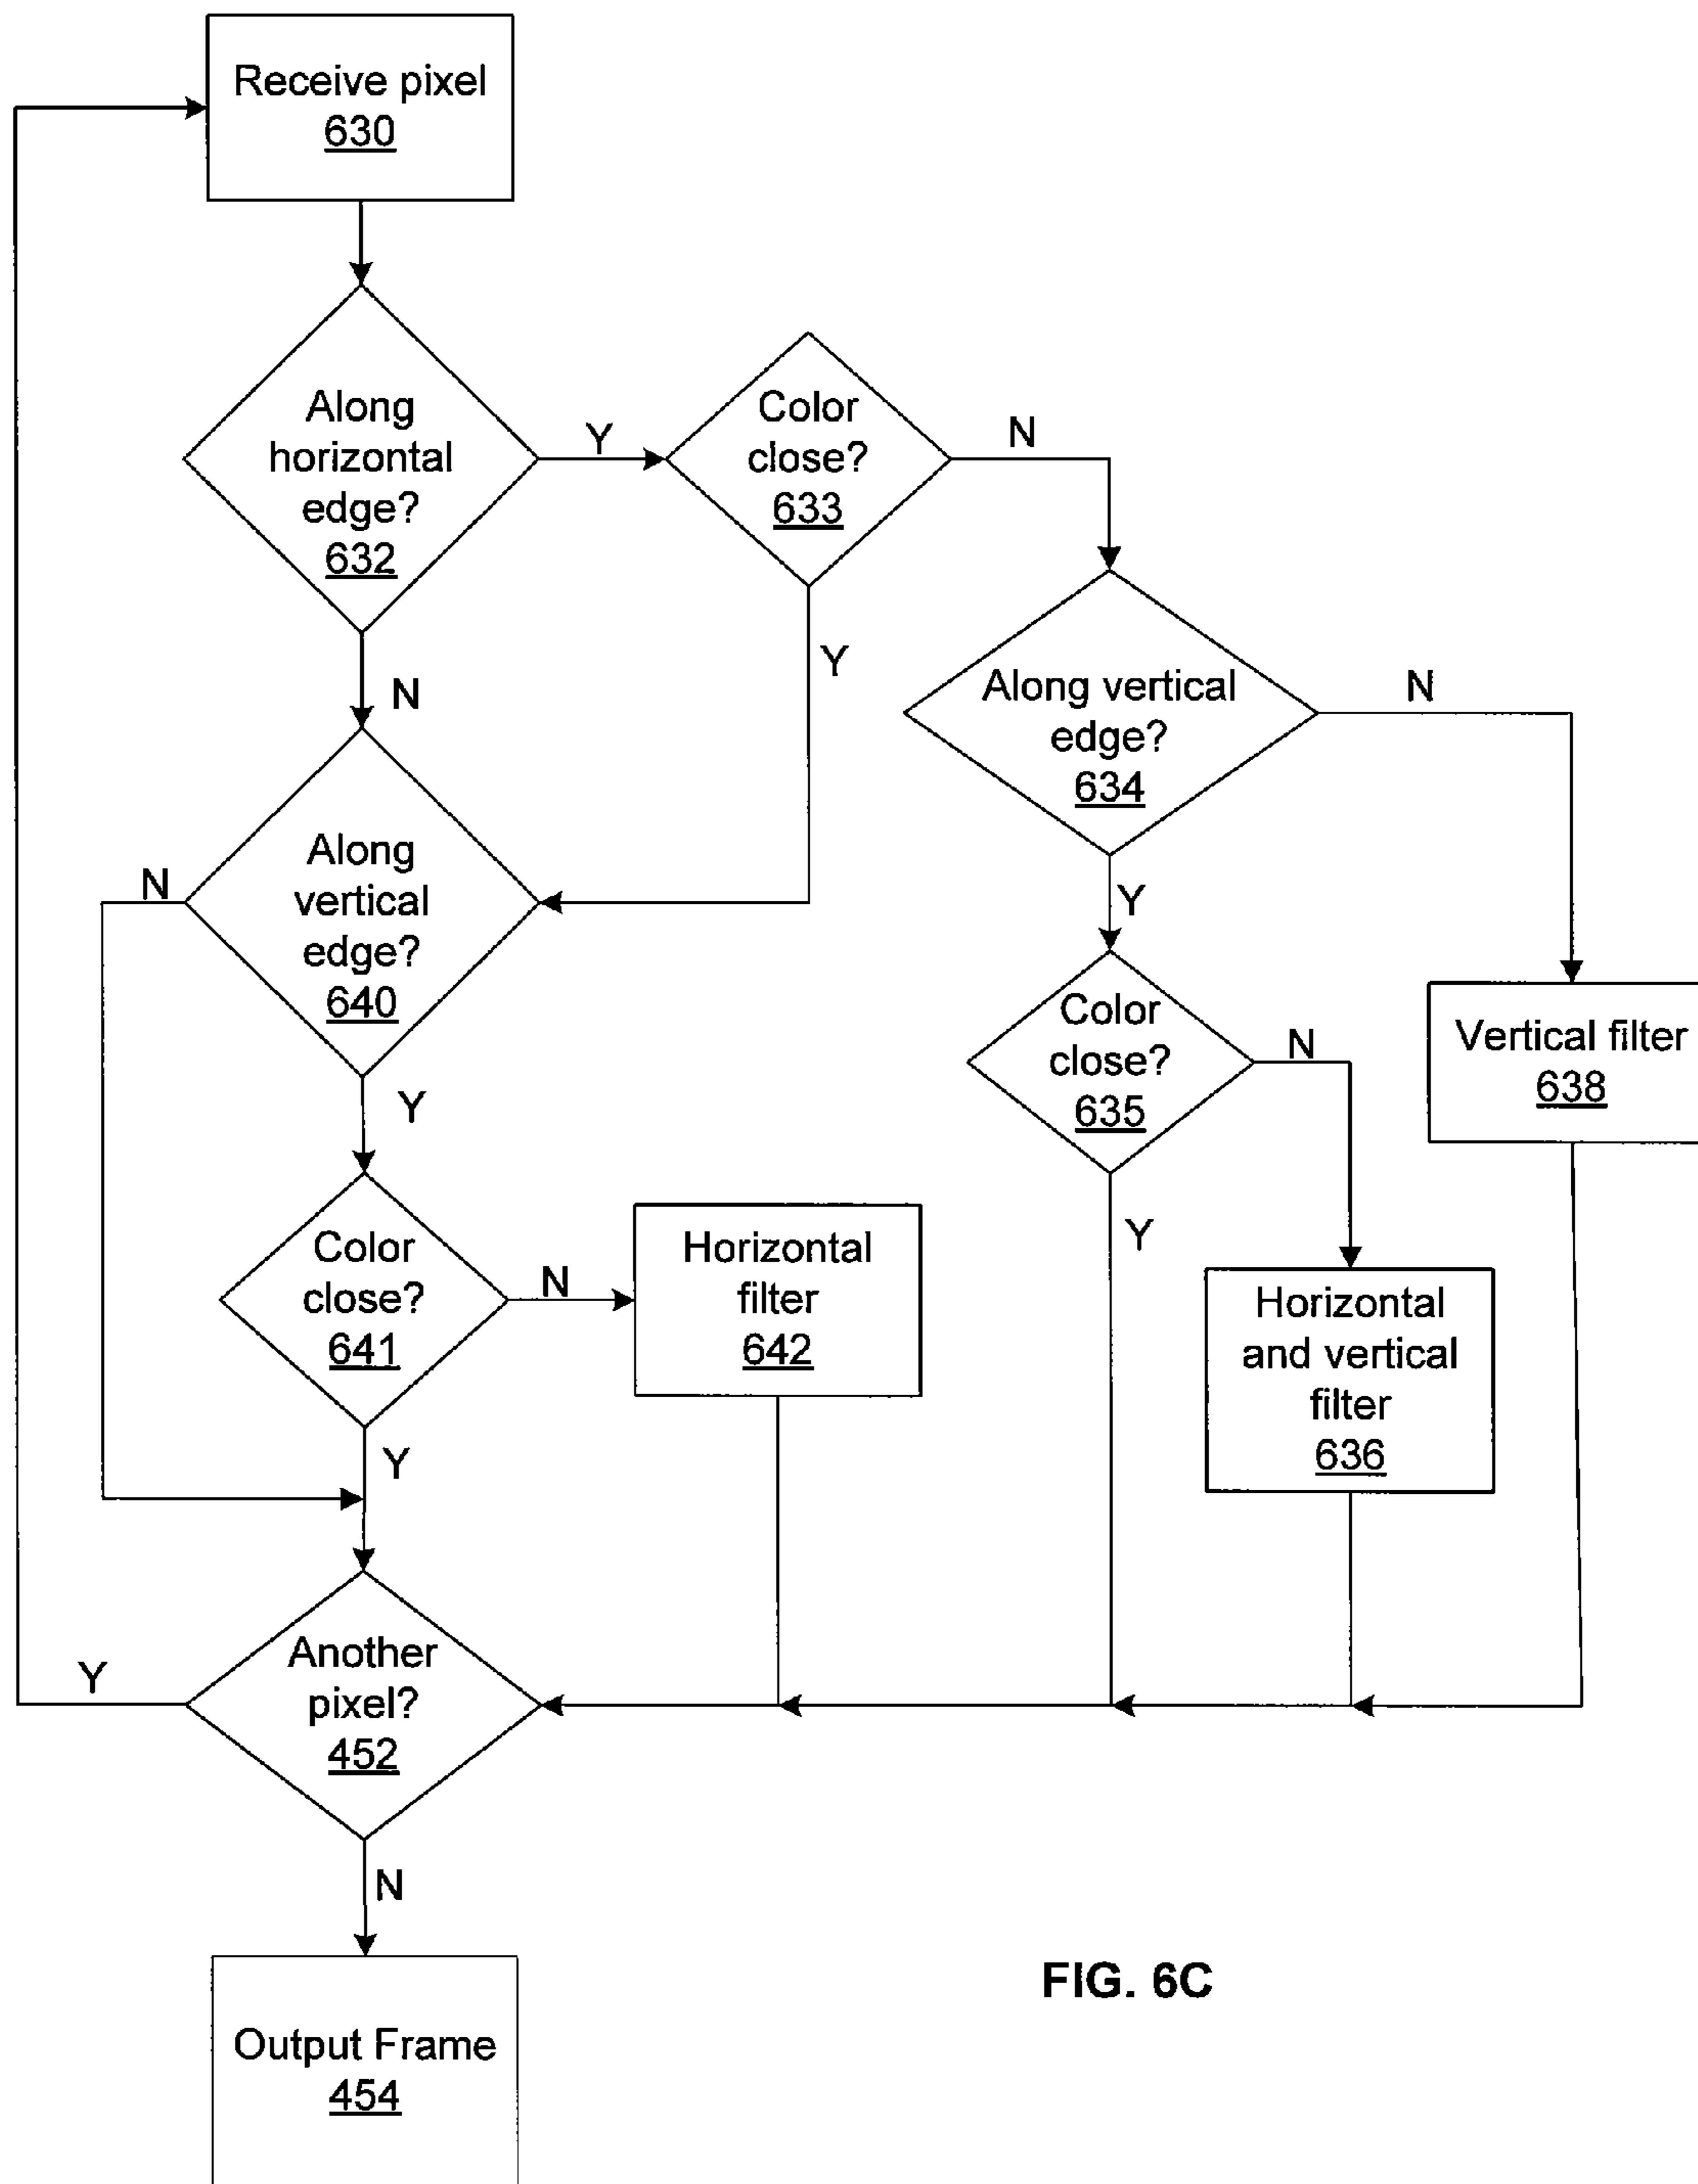 Receive pixel
630
Along
horizontal
edge?
632
Y
Color
close?
633
N
Y
N
Along vertical
edge?
634
N
Y
Along
vertical
edge?
640
N
Y
Color
close?
635
N
Y
Vertical filter
638
Color
close?
641
N
Y
Horizontal
filter
642
Horizontal
and vertical
filter
636
Another
pixel?
452
Y
N
Output Frame
454
FIG. 6C